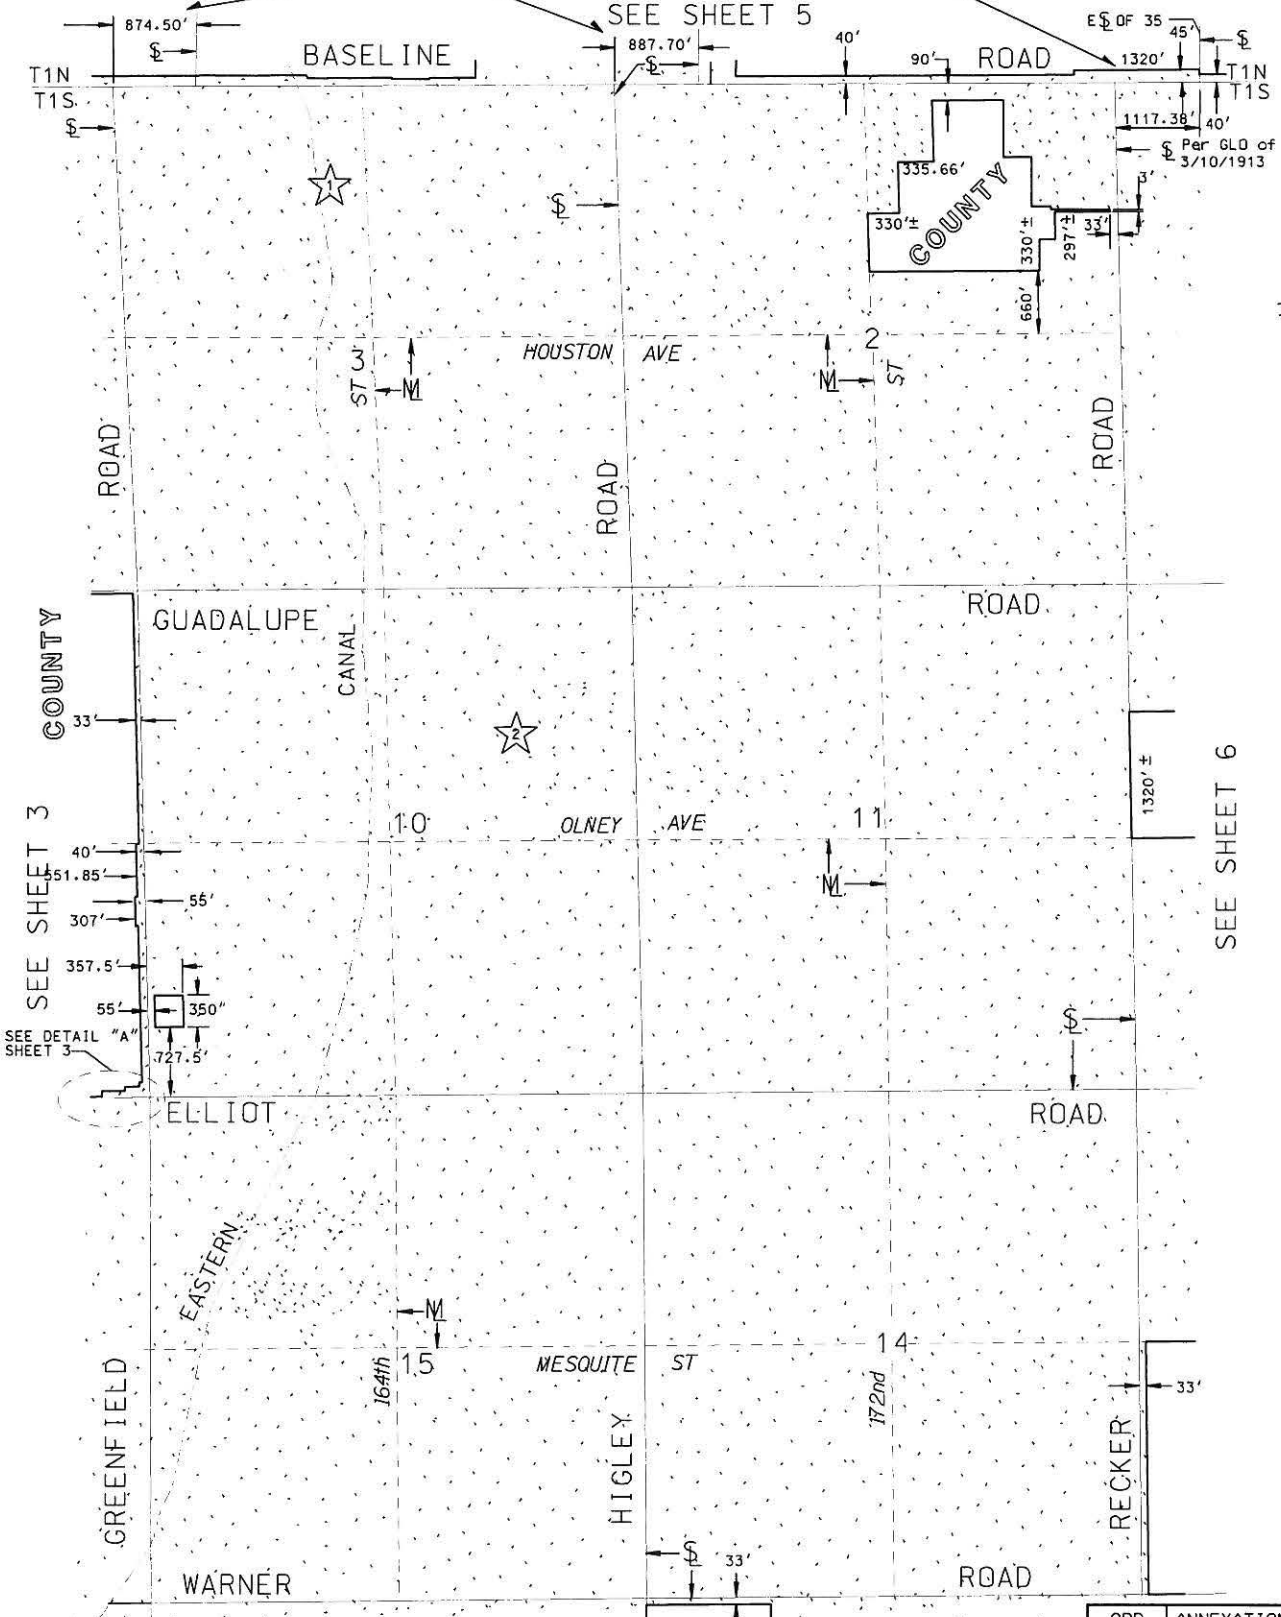 SEE SHEET 5
874.50'
887.70'
40'
90'
E℄ OF 35
45'
BASELINE
ROAD
1320'
T1N
T1S
T1N
T1S
1117.38'
40'
Per GLO of
3/10/1913
1
335.66'
COUNTY
3'
330'±
330'±
297'±
33'
660'
HOUSTON AVE
3
2
ST
ST
ROAD
ROAD
ROAD
GUADALUPE
ROAD
COUNTY
CANAL
33'
2
1320'±
SEE SHEET 3
SEE SHEET 6
10
OLNEY AVE
11
40'
551.85'
55'
307'
357.5'
55'
350"
SEE DETAIL "A"
SHEET 3
727.5'
ELLIOT
ROAD
EASTERN
15
MESQUITE ST
14
164th
172nd
33'
GREENFIELD
HIGLEY
RECKER
33'
WARNER
ROAD
ORD
ANNEXATION